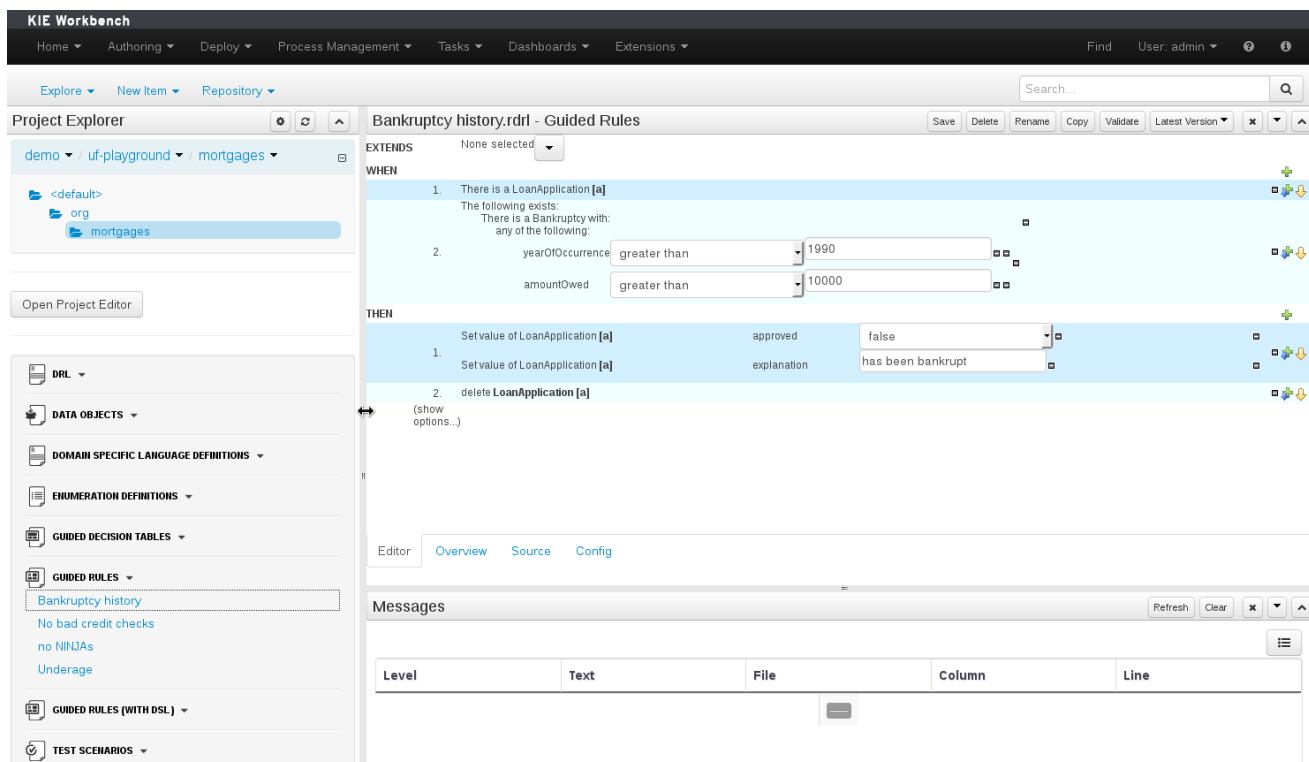 KIE Workbench
Home Authoring Deploy Process Management Tasks Dashboards Extensions Find User: admin
Explore New Item Repository Search...
Project Explorer
demo / uf-playground / mortgages
<default>
org
mortgages
Open Project Editor
DRL
DATA OBJECTS
DOMAIN SPECIFIC LANGUAGE DEFINITIONS
ENUMERATION DEFINITIONS
GUIDED DECISION TABLES
GUIDED RULES
Bankruptcy history
No bad credit checks
no NINJAs
Underage
GUIDED RULES (WITH DSL)
TEST SCENARIOS
Bankruptcy history.rdrl - Guided Rules Save Delete Rename Copy Validate Latest Version
EXTENDS None selected
WHEN
1. There is a LoanApplication [a]
The following exists:
There is a Bankruptcy with:
any of the following:
2. yearOfOccurrence greater than 1990
amountOwed greater than 10000
THEN
Set value of LoanApplication [a] approved false
1.
Set value of LoanApplication [a] explanation has been bankrupt
2. delete LoanApplication [a]
(show
options...)
Editor Overview Source Config
Messages Refresh Clear
Level Text File Column Line